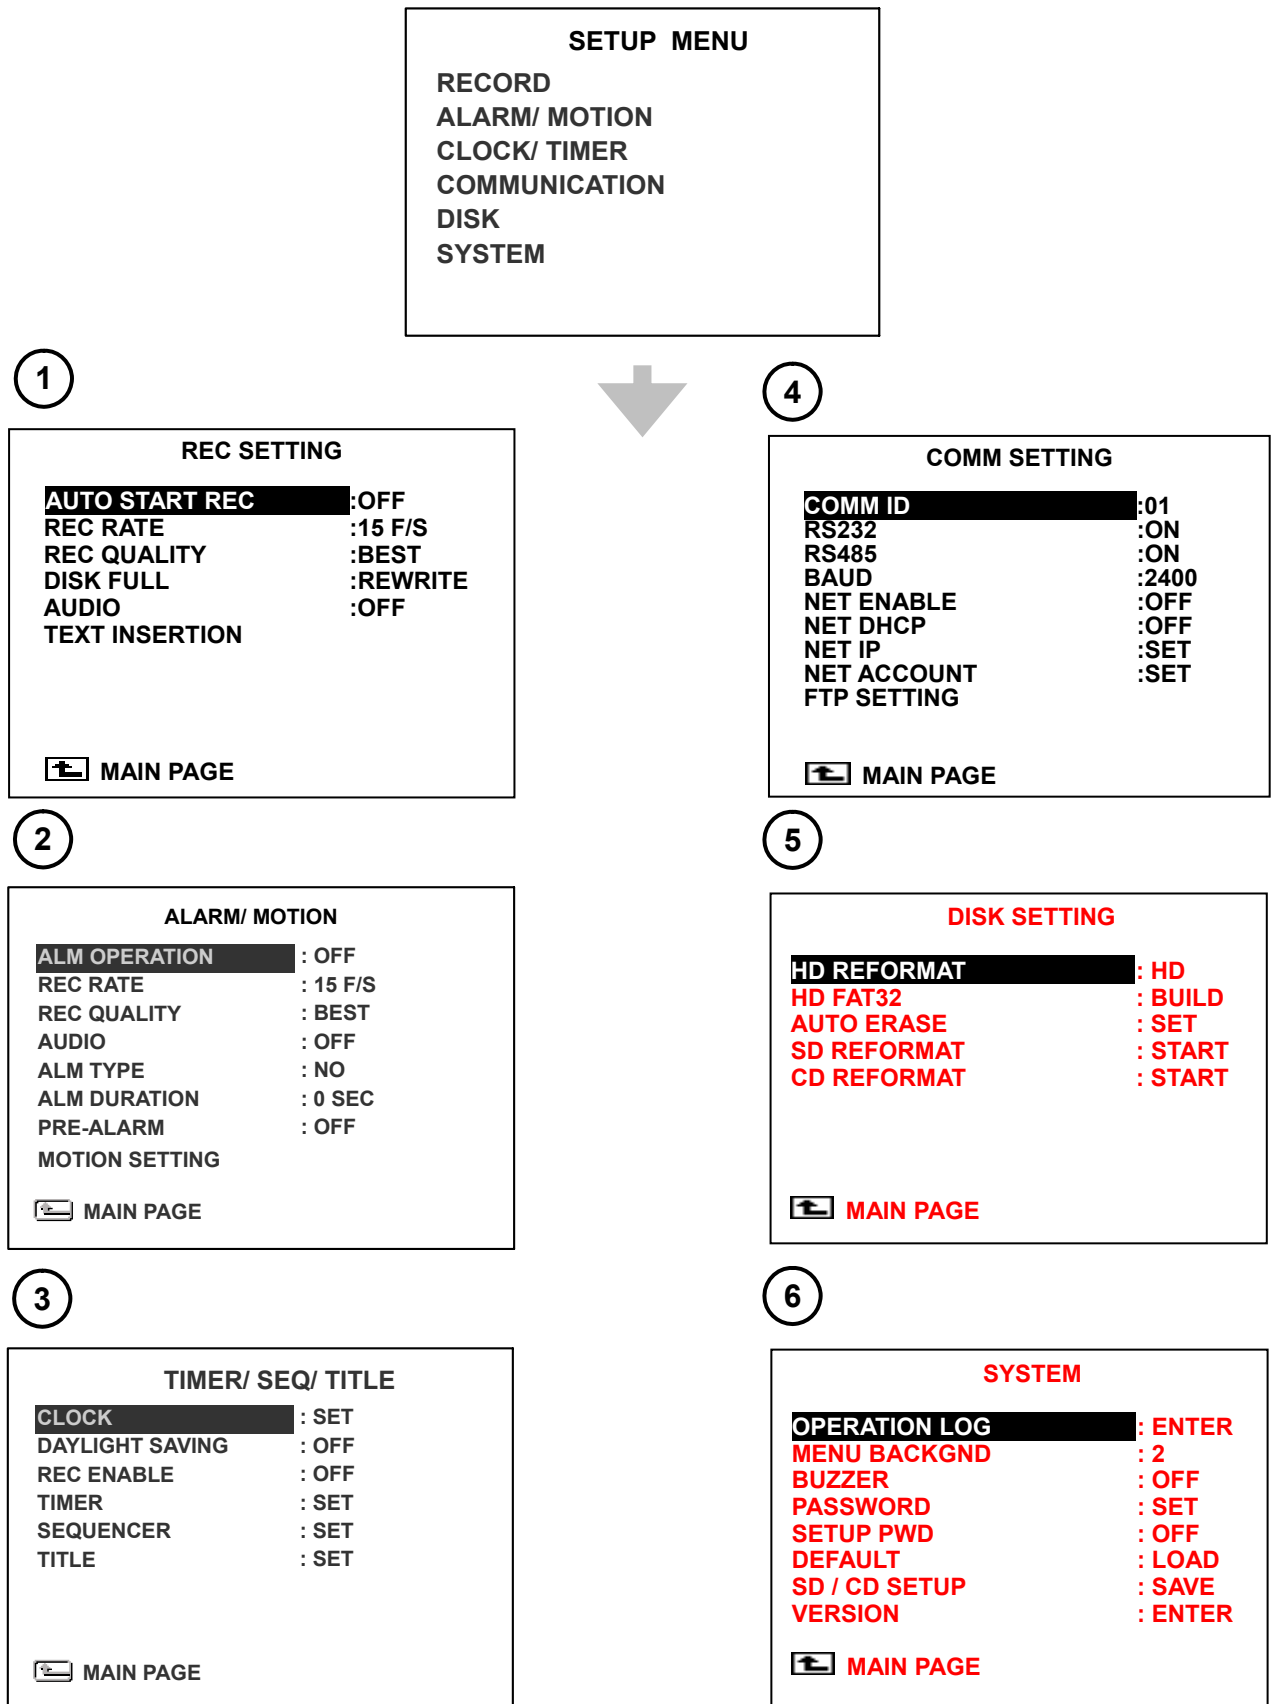 SETUP MENU
RECORD
ALARM/ MOTION
CLOCK/ TIMER
COMMUNICATION
DISK
SYSTEM
1
REC SETTING
AUTO START REC :OFF
REC RATE :15 F/S
REC QUALITY :BEST
DISK FULL :REWRITE
AUDIO :OFF
TEXT INSERTION
MAIN PAGE
2
ALARM/ MOTION
ALM OPERATION : OFF
REC RATE : 15 F/S
REC QUALITY : BEST
AUDIO : OFF
ALM TYPE : NO
ALM DURATION : 0 SEC
PRE-ALARM : OFF
MOTION SETTING
MAIN PAGE
3
TIMER/ SEQ/ TITLE
CLOCK : SET
DAYLIGHT SAVING : OFF
REC ENABLE : OFF
TIMER : SET
SEQUENCER : SET
TITLE : SET
MAIN PAGE
4
COMM SETTING
COMM ID :01
RS232 :ON
RS485 :ON
BAUD :2400
NET ENABLE :OFF
NET DHCP :OFF
NET IP :SET
NET ACCOUNT :SET
FTP SETTING
MAIN PAGE
5
DISK SETTING
HD REFORMAT : HD
HD FAT32 : BUILD
AUTO ERASE : SET
SD REFORMAT : START
CD REFORMAT : START
MAIN PAGE
6
SYSTEM
OPERATION LOG : ENTER
MENU BACKGND : 2
BUZZER : OFF
PASSWORD : SET
SETUP PWD : OFF
DEFAULT : LOAD
SD / CD SETUP : SAVE
VERSION : ENTER
MAIN PAGE